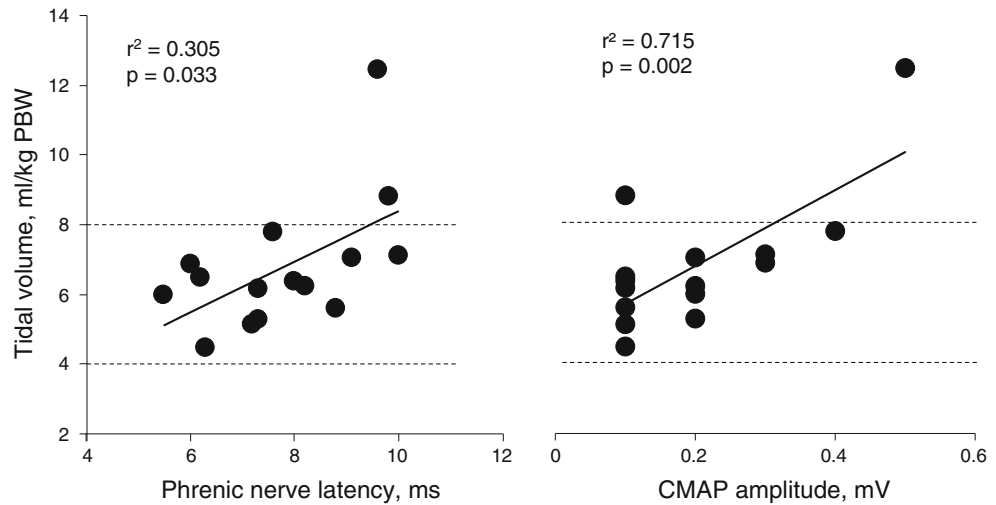 14
12
10
8
6
4
2
Tidal volume, ml/kg PBW
r² = 0.305
p = 0.033
4 6 8 10 12
Phrenic nerve latency, ms
r² = 0.715
p = 0.002
0 0.2 0.4 0.6
CMAP amplitude, mV